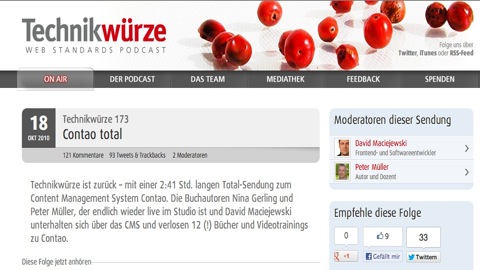 Technikwürze
WEB STANDARDS PODCAST
Folge uns über
Twitter, iTunes oder RSS-Feed
ON AIR
DER PODCAST
DAS TEAM
MEDIATHEK
FEEDBACK
SPENDEN
18
OKT 2010
Technikwürze 173
Contao total
121 Kommentare 93 Tweets & Trackbacks 2 Moderatoren
Technikwürze ist zurück – mit einer 2:41 Std. langen Total-Sendung zum
Content Management System Contao. Die Buchautoren Nina Gerling und
Peter Müller, der endlich wieder live im Studio ist und David Maciejewski
unterhalten sich über das CMS und verlosen 12 (!) Bücher und Videotrainings
zu Contao.
Diese Folge jetzt anhören
Moderatoren dieser Sendung
David Maciejewski
Frontend- und Softwareentwickler
Peter Müller
Autor und Dozent
Empfehle diese Folge
2
9
33
+1
Gefällt mir
Twittern